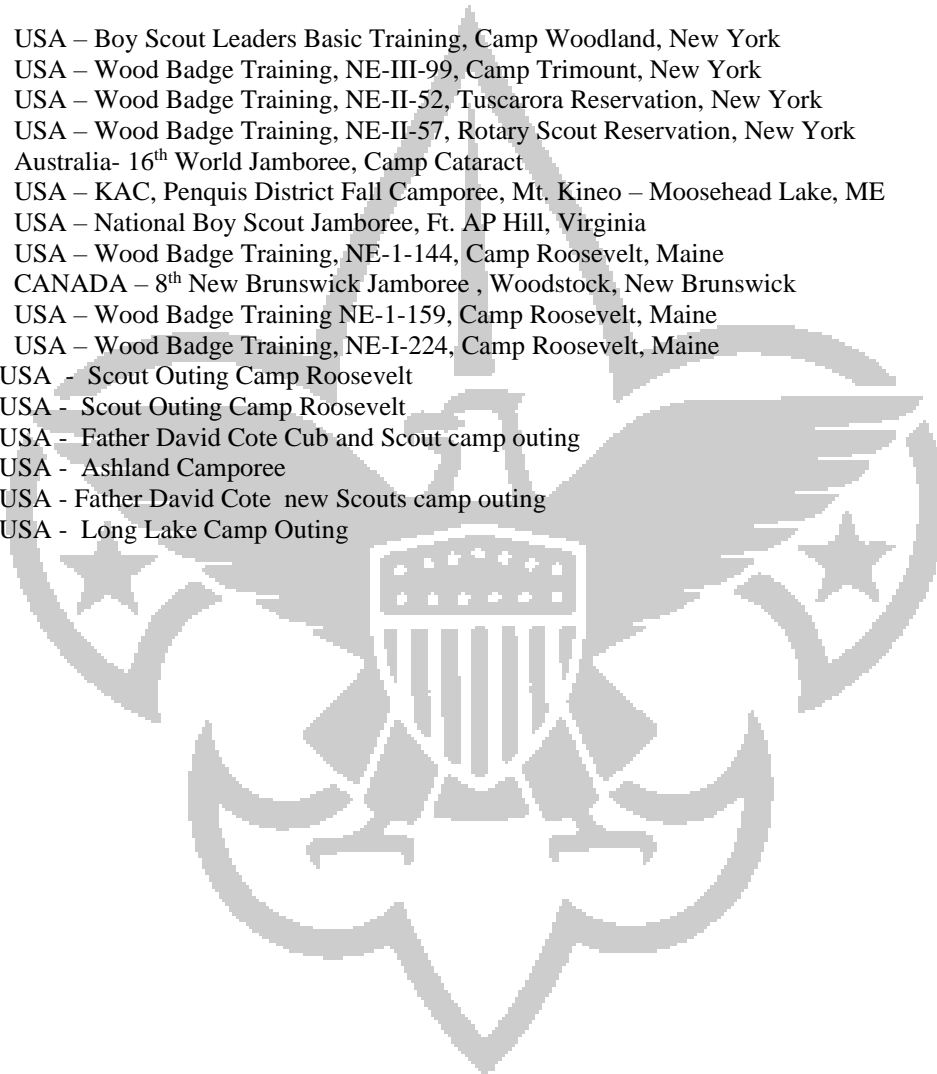 USA – Boy Scout Leaders Basic Training, Camp Woodland, New York
USA – Wood Badge Training, NE-III-99, Camp Trimount, New York
USA – Wood Badge Training, NE-II-52, Tuscarora Reservation, New York
USA – Wood Badge Training, NE-II-57, Rotary Scout Reservation, New York
Australia- 16th World Jamboree, Camp Cataract
USA – KAC, Penquis District Fall Camporee, Mt. Kineo – Moosehead Lake, ME
USA – National Boy Scout Jamboree, Ft. AP Hill, Virginia
USA – Wood Badge Training, NE-1-144, Camp Roosevelt, Maine
CANADA – 8th New Brunswick Jamboree , Woodstock, New Brunswick
USA – Wood Badge Training NE-1-159, Camp Roosevelt, Maine
USA – Wood Badge Training, NE-I-224, Camp Roosevelt, Maine
USA - Scout Outing Camp Roosevelt
USA - Scout Outing Camp Roosevelt
USA - Father David Cote Cub and Scout camp outing
USA - Ashland Camporee
USA - Father David Cote new Scouts camp outing
USA - Long Lake Camp Outing